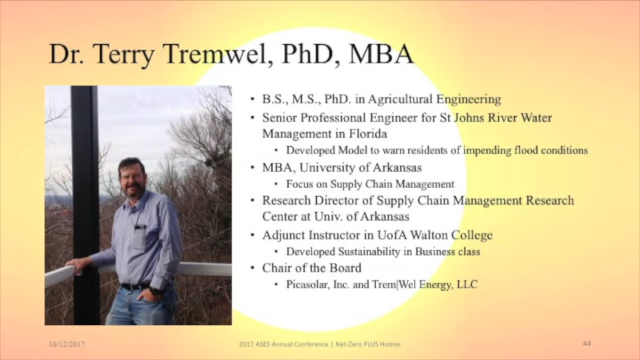 Dr. Terry Tremwel, PhD, MBA
• B.S., M.S., PhD. in Agricultural Engineering
• Senior Professional Engineer for St Johns River Water
Management in Florida
• Developed Model to warn residents of impending flood conditions
• MBA, University of Arkansas
• Focus on Supply Chain Management
• Research Director of Supply Chain Management Research
Center at Univ. of Arkansas
• Adjunct Instructor in UofA Walton College
• Developed Sustainability in Business class
• Chair of the Board
• Picasolar, Inc. and Trem|Wel Energy, LLC
10/12/2017
2017 ASES Annual Conference | Net-Zero PLUS Homes
44